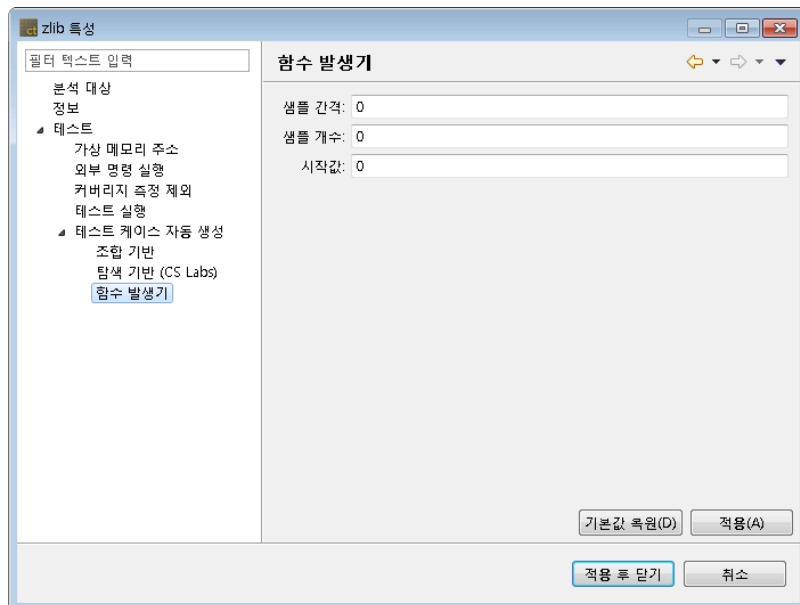 ct zlib 특성
필터 텍스트 입력
함수 발생기
분석 대상
정보
테스트
가상 메모리 주소
외부 명령 실행
커버리지 측정 제외
테스트 실행
테스트 케이스 자동 생성
조합 기반
탐색 기반 (CS Labs)
함수 발생기
샘플 간격: 0
샘플 개수: 0
시작값: 0
기본값 복원(D) 적용(A)
적용 후 닫기 취소